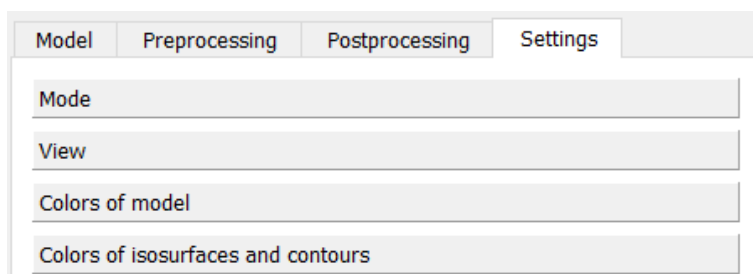 Model Preprocessing Postprocessing Settings
Mode
View
Colors of model
Colors of isosurfaces and contours